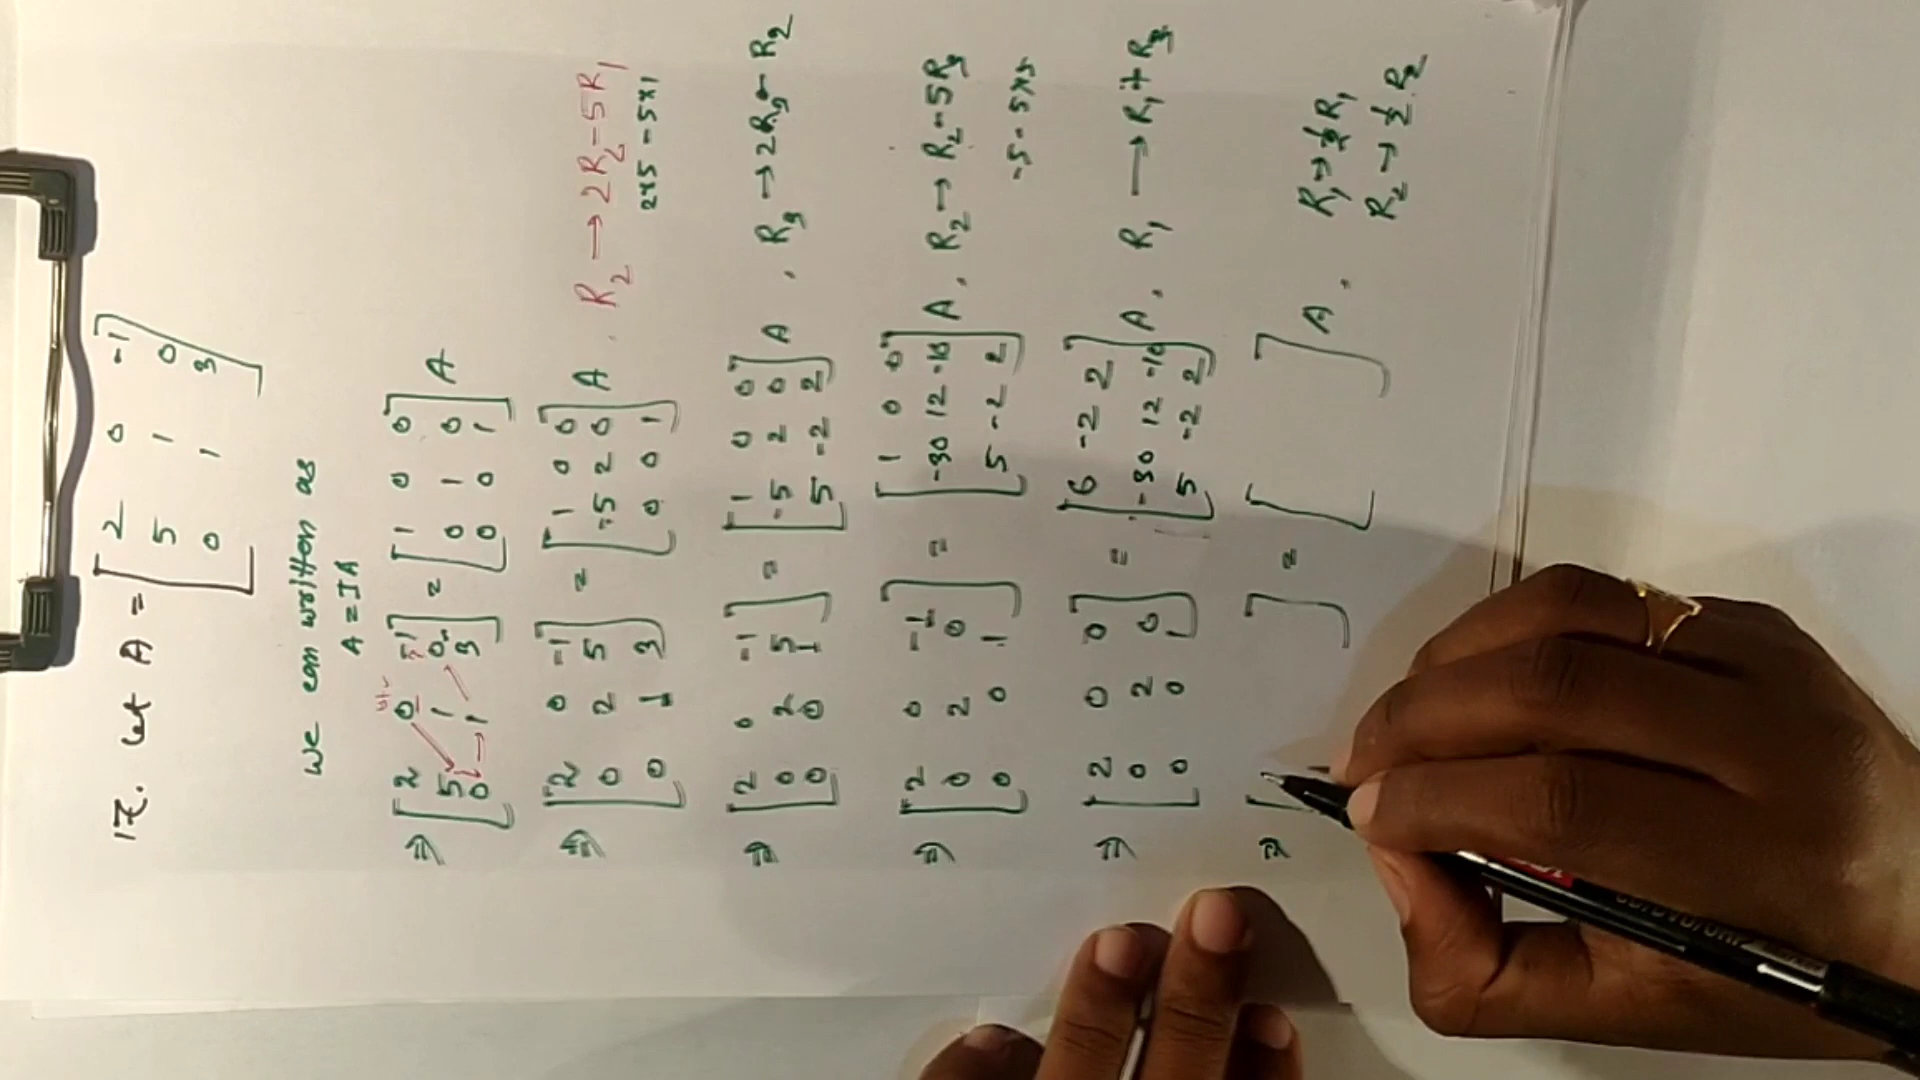 17. Let A = [2 0 -1
5 1 0
0 1 3]
We can written as
A = IA
⇒ [2 0 -1 = [1 0 0
5 1 0 0 1 0 A
0 1 3] 0 0 1]
⇒ [2 0 -1 = [1 0 0 A, R2 → 2R2-5R1
0 2 5 -5 2 0 2×5-5×1
0 1 3] 0 0 1]
⇒ [2 0 -1 = [1 0 0 A, R3 → 2R3-R2
0 2 5 -5 2 0
0 0 1] 5 -2 2]
⇒ [2 0 -1 = [1 0 0 A, R2 → R2-5R3
0 2 0 -30 12 -10
0 0 1] 5 -2 2] -5-5×5
⇒ [2 0 0 = [6 -2 2 A, R1 → R1+R3
0 2 0 -30 12 -10
0 0 1] 5 -2 2]
⇒ [ ] = [ ] A, R1 → 1/2 R1
R2 → 1/2 R2